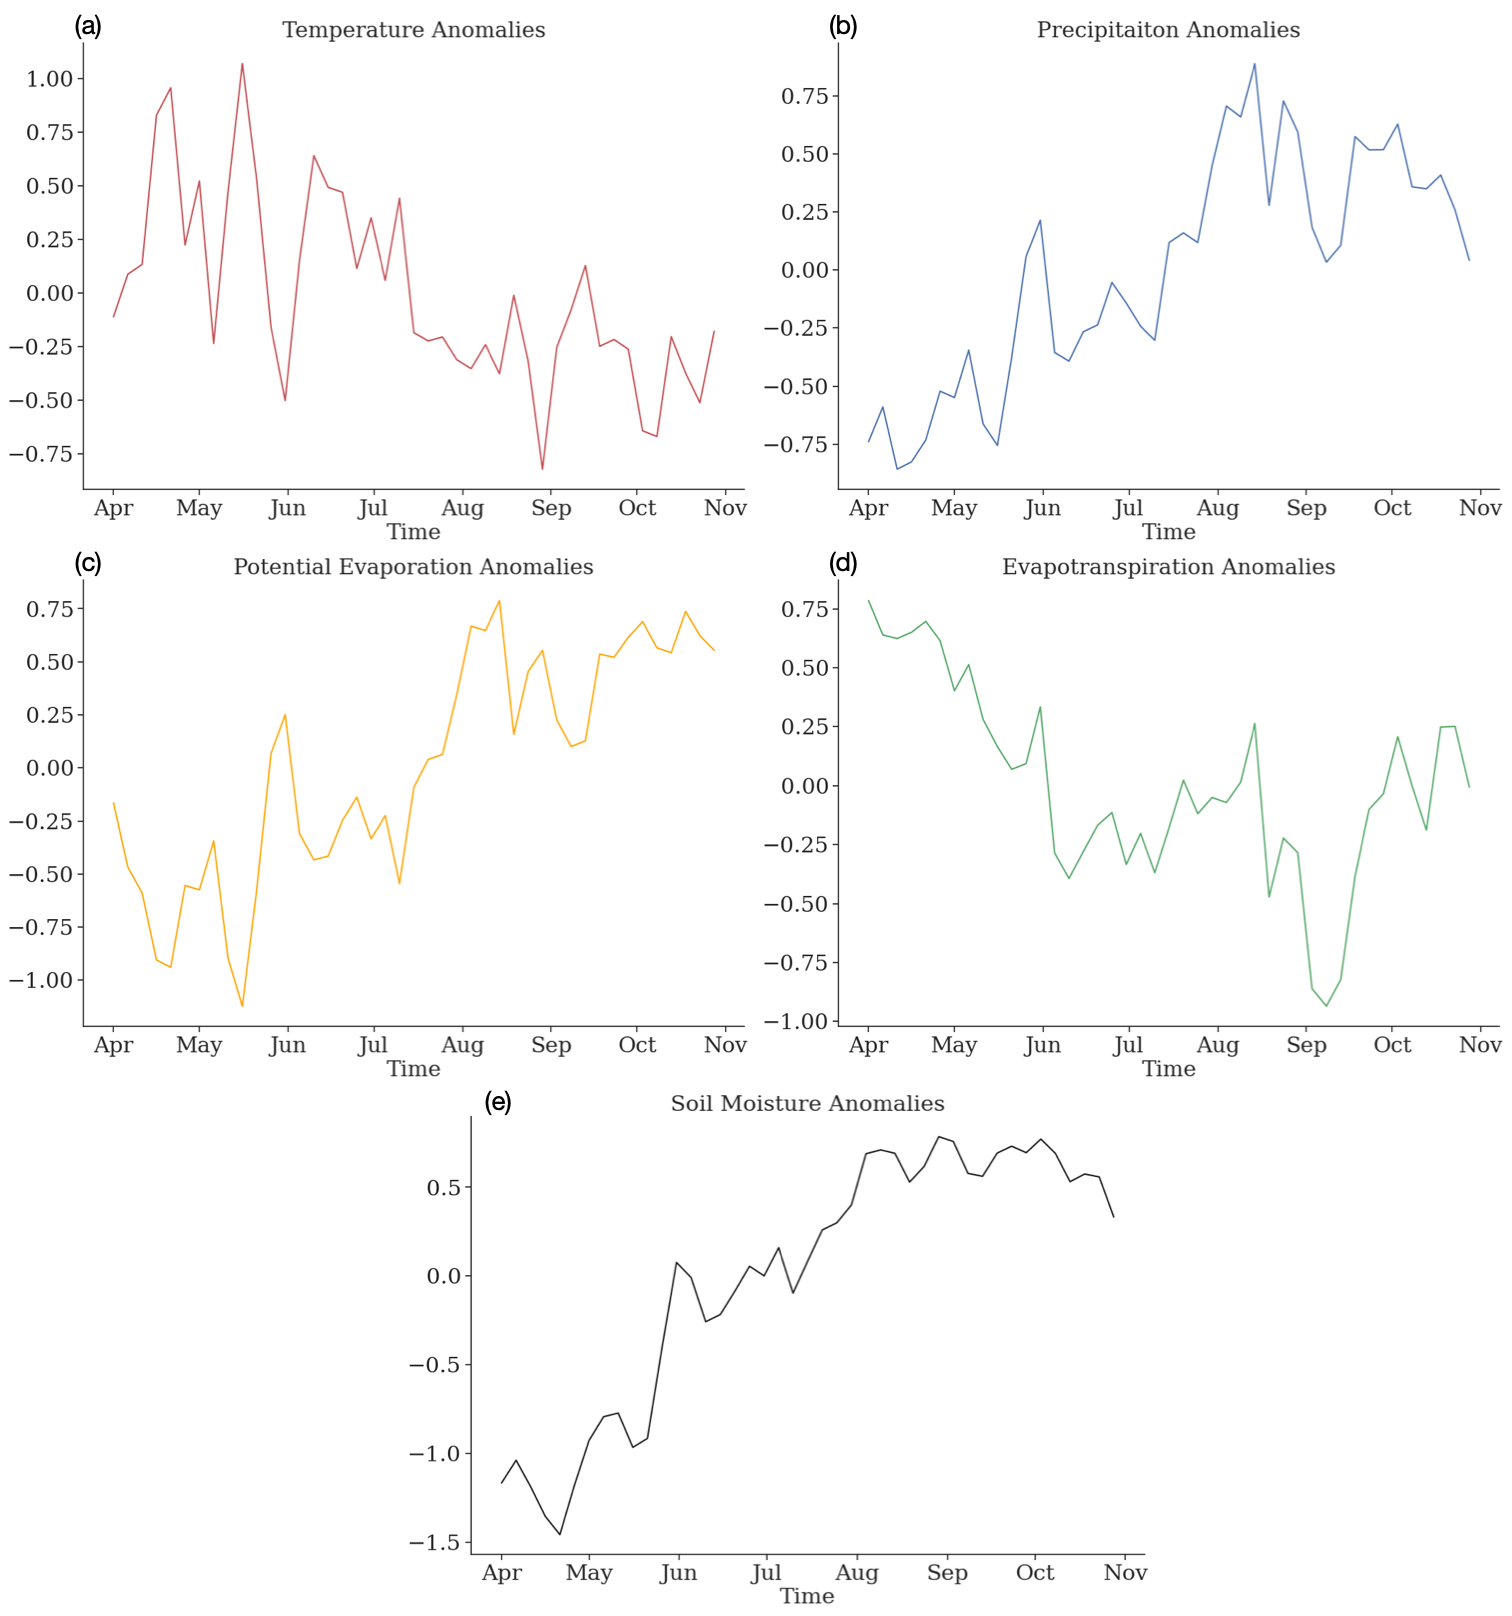 (a)
Temperature Anomalies
1.00
0.75
0.50
0.25
0.00
−0.25
−0.50
−0.75
Apr May Jun Jul Aug Sep Oct Nov
Time
(b)
Precipitaiton Anomalies
0.75
0.50
0.25
0.00
−0.25
−0.50
−0.75
Apr May Jun Jul Aug Sep Oct Nov
Time
(c)
Potential Evaporation Anomalies
0.75
0.50
0.25
0.00
−0.25
−0.50
−0.75
−1.00
Apr May Jun Jul Aug Sep Oct Nov
Time
(d)
Evapotranspiration Anomalies
0.75
0.50
0.25
0.00
−0.25
−0.50
−0.75
−1.00
Apr May Jun Jul Aug Sep Oct Nov
Time
(e)
Soil Moisture Anomalies
0.5
0.0
−0.5
−1.0
−1.5
Apr May Jun Jul Aug Sep Oct Nov
Time